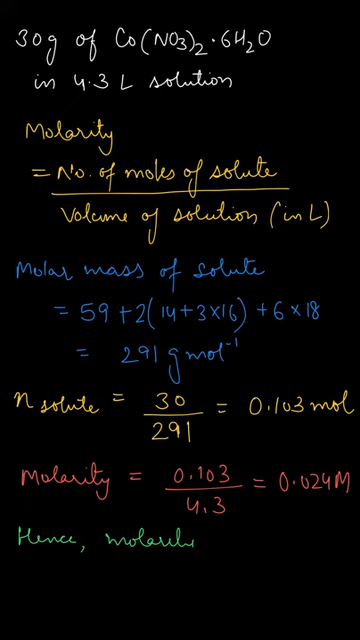 30g of Co(NO3)2·6H2O
in 4.3 L solution
Molarity
= No. of moles of solute
Volume of solution (in L)
Molar mass of solute
= 59 + 2(14 + 3×16) + 6×18
= 291 g mol⁻¹
n solute = 30/291 = 0.103 mol
Molarity = 0.103/4.3 = 0.024M
Hence,